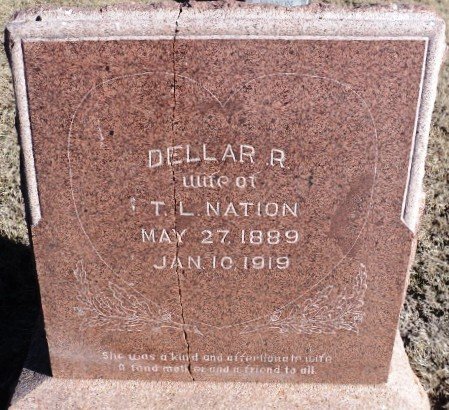 DELLAR R.
wife of
T. L. NATION
MAY 27, 1889
JAN. 10, 1919
She was a kind and affectionate wife
A fond mother and a friend to all.